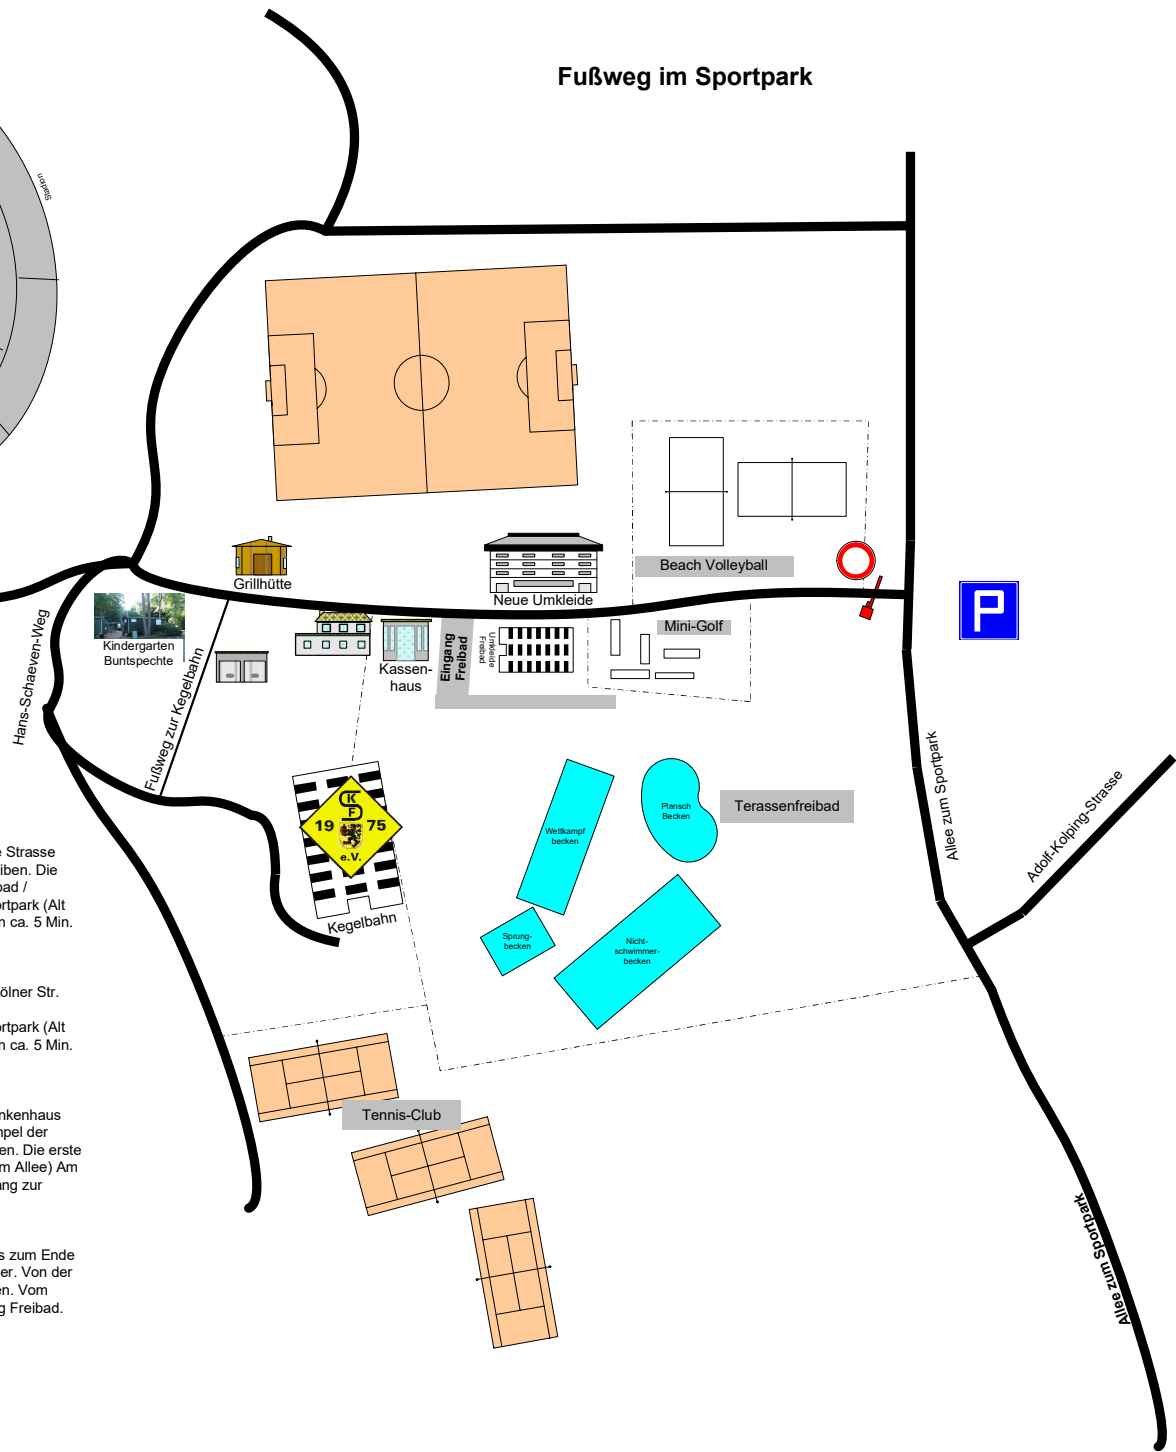 Fußweg im Sportpark
Stadion
Grillhütte
Neue Umkleide
Beach Volleyball
P
Kindergarten
Buntspechte
Hans-Schaeven-Weg
Fußweg zur Kegelbahn
Kassen-
haus
Eingang
Freibad
Umkleide
Freibad
Mini-Golf
Allee zum Sportpark
Adolf-Kolping-Strasse
K
S
F
19 75
e.V.
Kegelbahn
Wettkampf
becken
Plansch
Becken
Terassenfreibad
Sprung-
becken
Nicht-
schwimmer-
becken
e Strasse
iben. Die
bad /
ortpark (Alt
n ca. 5 Min.
ölner Str.
ortpark (Alt
n ca. 5 Min.
Tennis-Club
nkenhaus
mpel der
en. Die erste
m Allee) Am
ang zur
s zum Ende
er. Von der
en. Vom
g Freibad.
Allee zum Sportpark